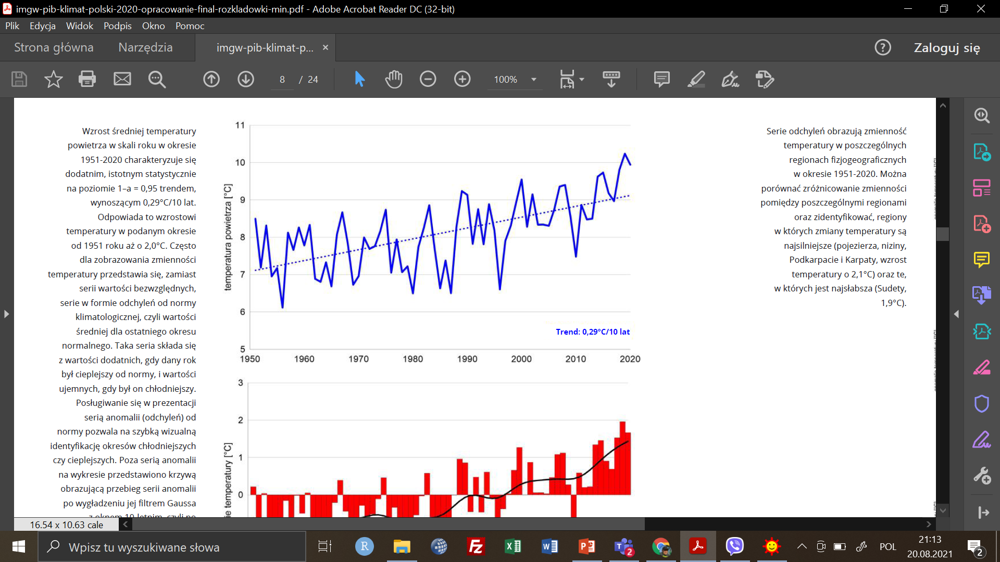 imgw-pib-klimat-polski-2020-opracowanie-final-rozkladowki-min.pdf - Adobe Acrobat Reader DC (32-bit)
Plik Edycja Widok Podpis Okno Pomoc
Strona główna Narzędzia imgw-pib-klimat-p... × Zaloguj się
8 / 24 100%
Wzrost średniej temperatury
powietrza w skali roku w okresie
1951-2020 charakteryzuje się
dodatnim, istotnym statystycznie
na poziomie 1–a = 0,95 trendem,
wynoszącym 0,29°C/10 lat.
Odpowiada to wzrostowi
temperatury w podanym okresie
od 1951 roku aż o 2,0°C. Często
dla zobrazowania zmienności
temperatury przedstawia się, zamiast
serii wartości bezwzględnych,
serie w formie odchyleń od normy
klimatologicznej, czyli wartości
średniej dla ostatniego okresu
normalnego. Taka seria składa się
z wartości dodatnich, gdy dany rok
był cieplejszy od normy, i wartości
ujemnych, gdy był on chłodniejszy.
Posługiwanie się w prezentacji
serią anomalii (odchyleń) od
normy pozwala na szybką wizualną
identyfikację okresów chłodniejszych
czy cieplejszych. Poza serią anomalii
na wykresie przedstawiono krzywą
obrazującą przebieg serii anomalii
po wygładzeniu jej filtrem Gaussa
z oknem 10-letnim, czyli po
temperatura powietrza [°C]
11
10
9
8
7
6
5
Trend: 0,29°C/10 lat
1950 1960 1970 1980 1990 2000 2010 2020
3
2
1
0
temperatury [°C]
Serie odchyleń obrazują zmienność
temperatury w poszczególnych
regionach fizjogeograficznych
w okresie 1951-2020. Można
porównać zróżnicowanie zmienności
pomiędzy poszczególnymi regionami
oraz zidentyfikować, regiony
w których zmiany temperatury są
najsilniejsze (pojezierza, niziny,
Podkarpacie i Karpaty, wzrost
temperatury o 2,1°C) oraz te,
w których jest najsłabsza (Sudety,
1,9°C).
16.54 x 10.63 cale
Wpisz tu wyszukiwane słowa
2
POL
21:13
20.08.2021
2